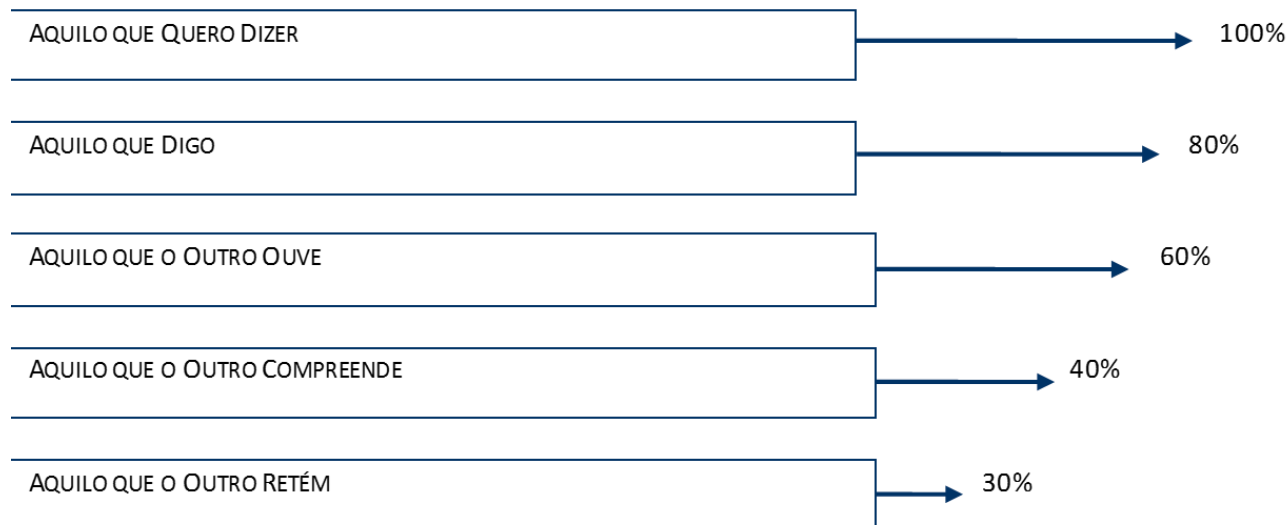 AQUILO QUE QUERO DIZER 100%
AQUILO QUE DIGO 80%
AQUILO QUE O OUTRO OUVE 60%
AQUILO QUE O OUTRO COMPREENDE 40%
AQUILO QUE O OUTRO RETÉM 30%